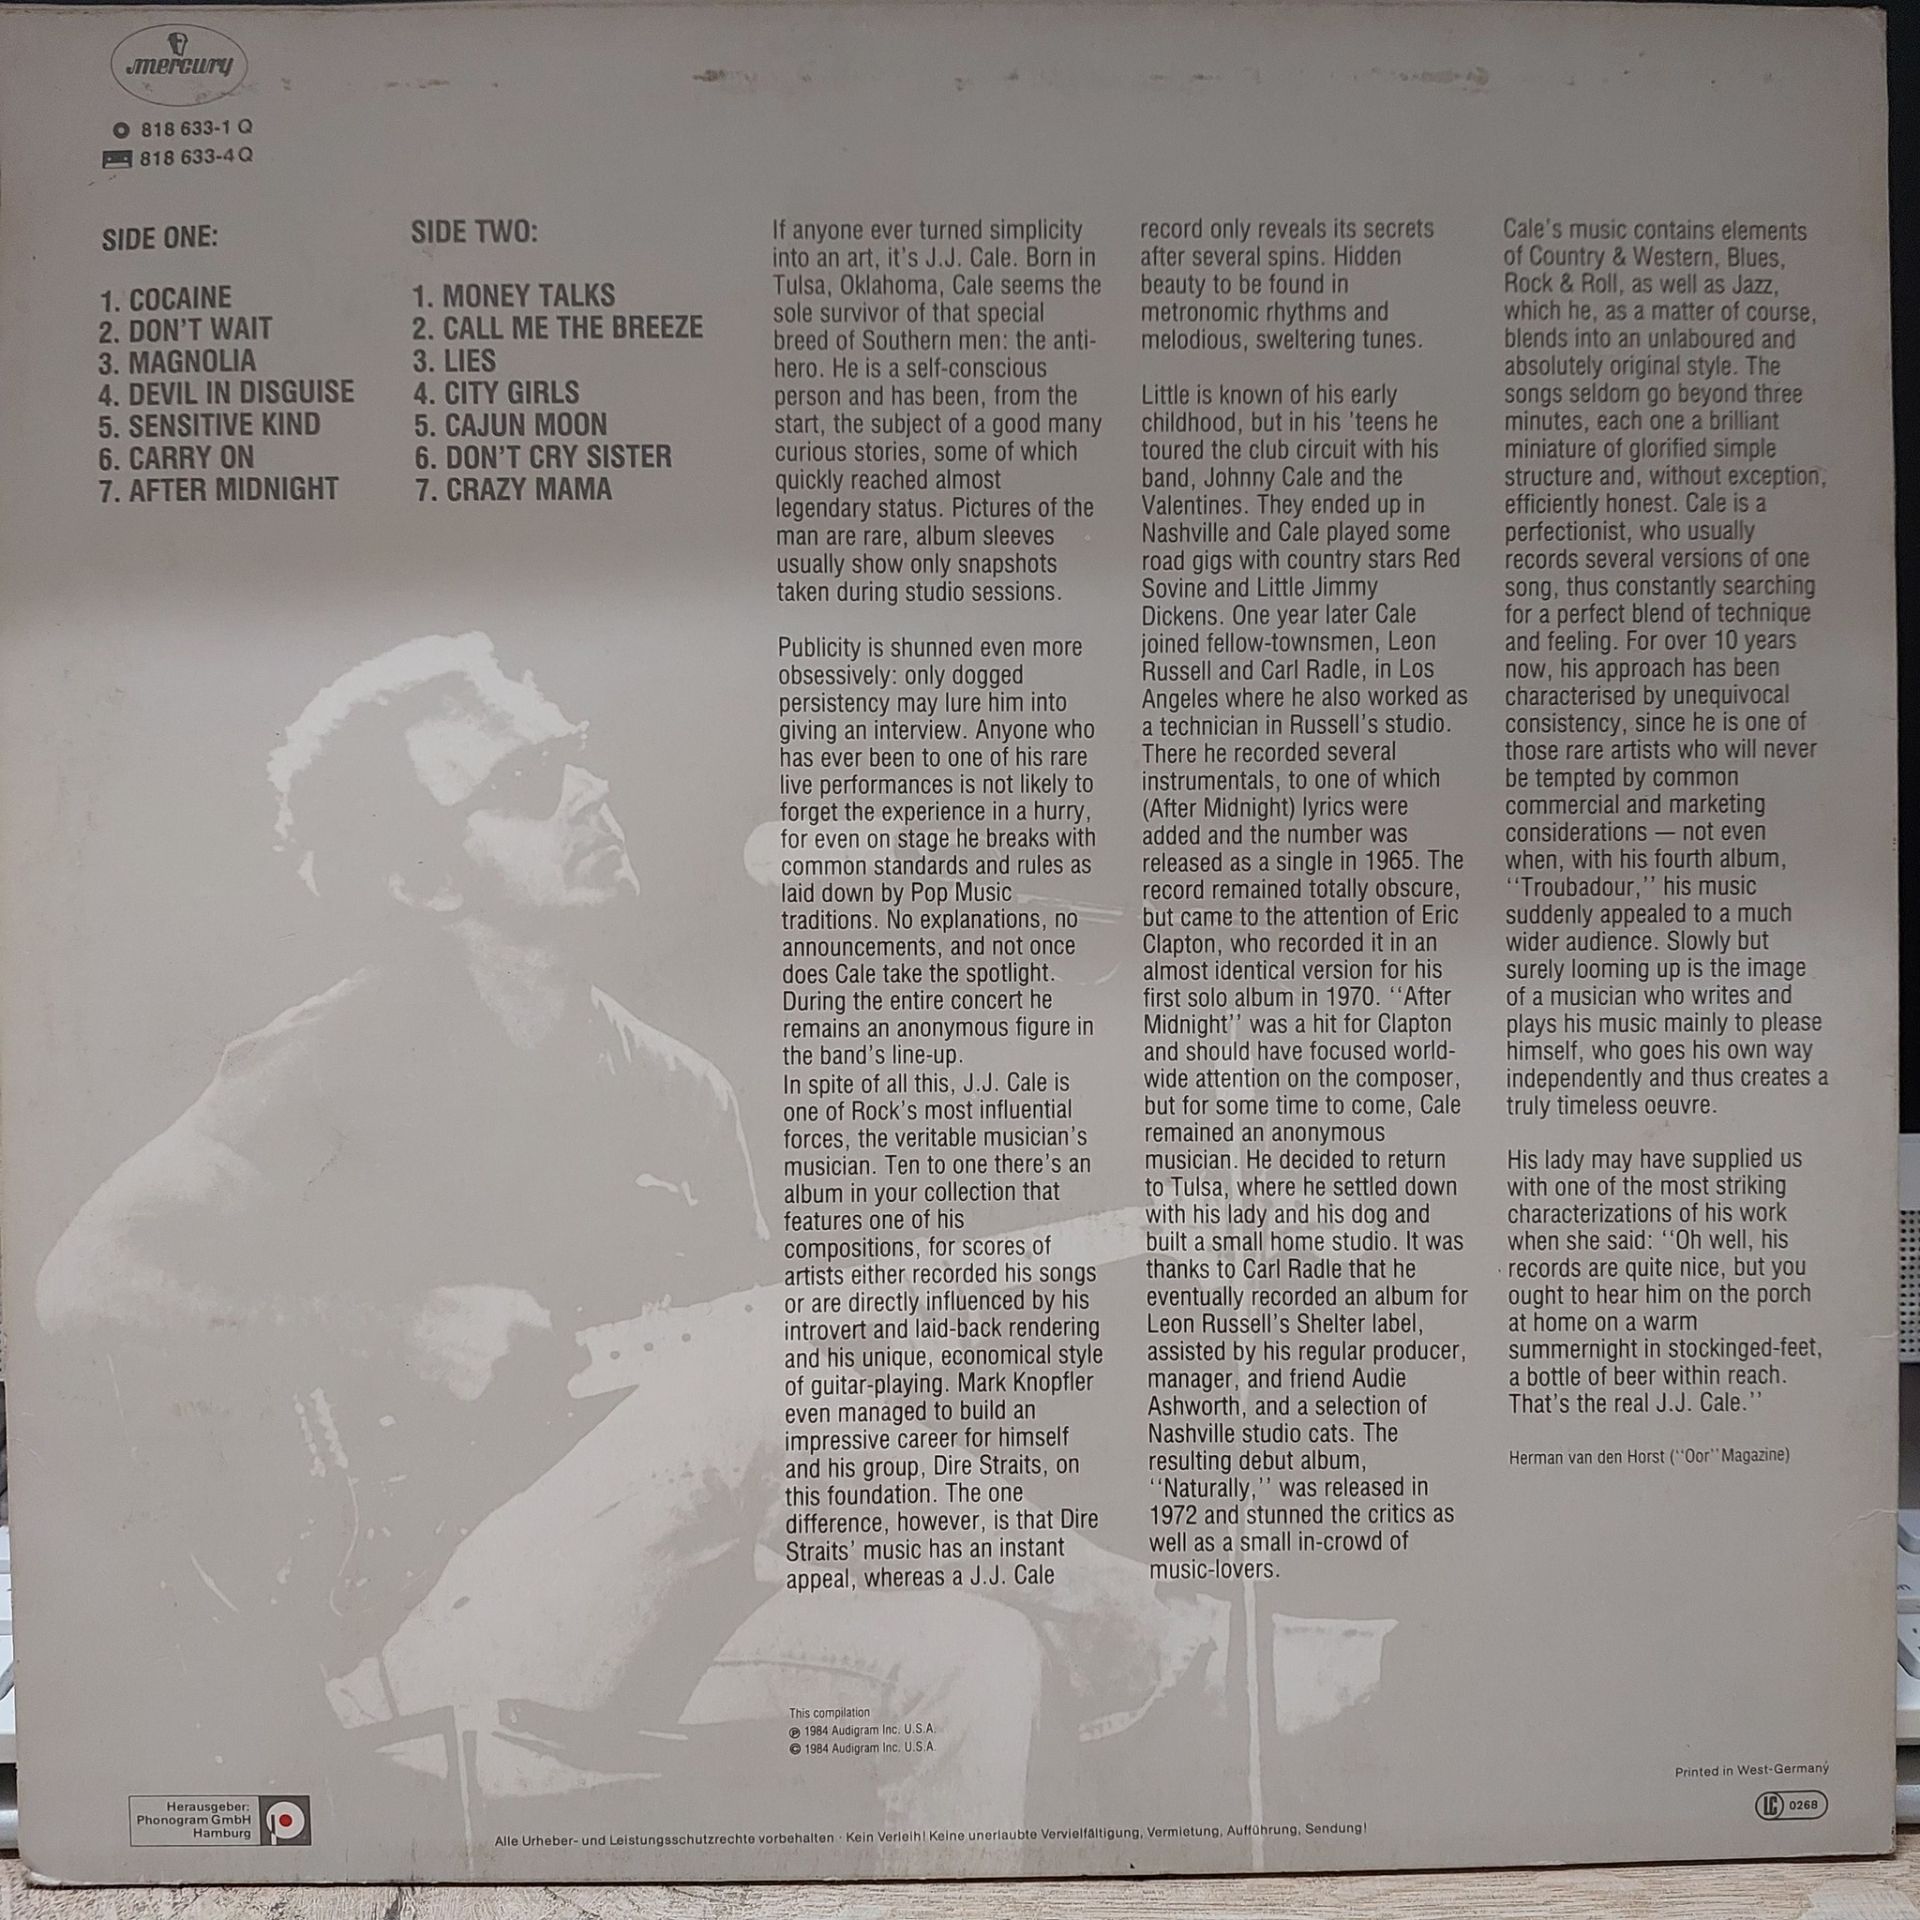 mercury
818 633-1 Q
818 633-4 Q
SIDE ONE:
1. COCAINE
2. DON'T WAIT
3. MAGNOLIA
4. DEVIL IN DISGUISE
5. SENSITIVE KIND
6. CARRY ON
7. AFTER MIDNIGHT
SIDE TWO:
1. MONEY TALKS
2. CALL ME THE BREEZE
3. LIES
4. CITY GIRLS
5. CAJUN MOON
6. DON'T CRY SISTER
7. CRAZY MAMA
If anyone ever turned simplicity
into an art, it's J.J. Cale. Born in
Tulsa, Oklahoma, Cale seems the
sole survivor of that special
breed of Southern men: the anti-
hero. He is a self-conscious
person and has been, from the
start, the subject of a good many
curious stories, some of which
quickly reached almost
legendary status. Pictures of the
man are rare, album sleeves
usually show only snapshots
taken during studio sessions.
Publicity is shunned even more
obsessively: only dogged
persistency may lure him into
giving an interview. Anyone who
has ever been to one of his rare
live performances is not likely to
forget the experience in a hurry,
for even on stage he breaks with
common standards and rules as
laid down by Pop Music
traditions. No explanations, no
announcements, and not once
does Cale take the spotlight.
During the entire concert he
remains an anonymous figure in
the band's line-up.
In spite of all this, J.J. Cale is
one of Rock's most influential
forces, the veritable musician's
musician. Ten to one there's an
album in your collection that
features one of his
compositions, for scores of
artists either recorded his songs
or are directly influenced by his
introvert and laid-back rendering
and his unique, economical style
of guitar-playing. Mark Knopfler
even managed to build an
impressive career for himself
and his group, Dire Straits, on
this foundation. The one
difference, however, is that Dire
Straits' music has an instant
appeal, whereas a J.J. Cale
record only reveals its secrets
after several spins. Hidden
beauty to be found in
metronomic rhythms and
melodious, sweltering tunes.
Little is known of his early
childhood, but in his 'teens he
toured the club circuit with his
band, Johnny Cale and the
Valentines. They ended up in
Nashville and Cale played some
road gigs with country stars Red
Sovine and Little Jimmy
Dickens. One year later Cale
joined fellow-townsmen, Leon
Russell and Carl Radle, in Los
Angeles where he also worked as
a technician in Russell's studio.
There he recorded several
instrumentals, to one of which
(After Midnight) lyrics were
added and the number was
released as a single in 1965. The
record remained totally obscure,
but came to the attention of Eric
Clapton, who recorded it in an
almost identical version for his
first solo album in 1970. ''After
Midnight'' was a hit for Clapton
and should have focused world-
wide attention on the composer,
but for some time to come, Cale
remained an anonymous
musician. He decided to return
to Tulsa, where he settled down
with his lady and his dog and
built a small home studio. It was
thanks to Carl Radle that he
eventually recorded an album for
Leon Russell's Shelter label,
assisted by his regular producer,
manager, and friend Audie
Ashworth, and a selection of
Nashville studio cats. The
resulting debut album,
''Naturally,'' was released in
1972 and stunned the critics as
well as a small in-crowd of
music-lovers.
Cale's music contains elements
of Country & Western, Blues,
Rock & Roll, as well as Jazz,
which he, as a matter of course,
blends into an unlaboured and
absolutely original style. The
songs seldom go beyond three
minutes, each one a brilliant
miniature of glorified simple
structure and, without exception,
efficiently honest. Cale is a
perfectionist, who usually
records several versions of one
song, thus constantly searching
for a perfect blend of technique
and feeling. For over 10 years
now, his approach has been
characterised by unequivocal
consistency, since he is one of
those rare artists who will never
be tempted by common
commercial and marketing
considerations — not even
when, with his fourth album,
''Troubadour,'' his music
suddenly appealed to a much
wider audience. Slowly but
surely looming up is the image
of a musician who writes and
plays his music mainly to please
himself, who goes his own way
independently and thus creates a
truly timeless oeuvre.
His lady may have supplied us
with one of the most striking
characterizations of his work
when she said: ''Oh well, his
records are quite nice, but you
ought to hear him on the porch
at home on a warm
summernight in stockinged-feet,
a bottle of beer within reach.
That's the real J.J. Cale.''
Herman van den Horst (''Oor'' Magazine)
This compilation
℗ 1984 Audigram Inc. U.S.A.
© 1984 Audigram Inc. U.S.A.
Printed in West-Germany
LC 0268
Herausgeber:
Phonogram GmbH
Hamburg
Alle Urheber- und Leistungsschutzrechte vorbehalten · Kein Verleih! Keine unerlaubte Vervielfältigung, Vermietung, Aufführung, Sendung!